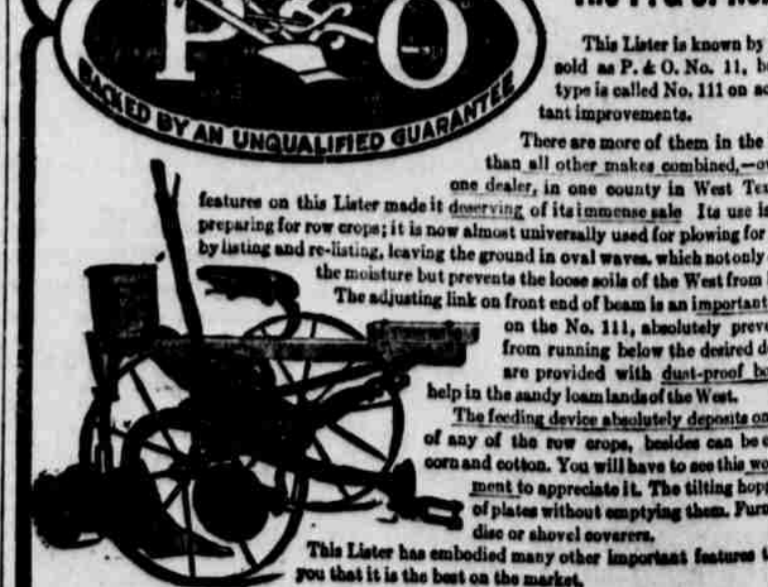 P & O
BACKED BY AN UNQUALIFIED GUARANTEE
This Lister is known by
sold as P. & O. No. 11, b
type is called No. 111 on ac
tant improvements.
There are more of them in the
than all other makes combined,—o
one dealer, in one county in West Tex
features on this Lister made it deserving of its immense sale Its use is
preparing for row crops; it is now almost universally used for plowing for
by listing and re-listing, leaving the ground in oval waves, which not only
the moisture but prevents the loose soils of the West from
The adjusting link on front end of beam is an important
on the No. 111, absolutely preve
from running below the desired d
are provided with dust-proof bo
help in the sandy loam lands of the West.
The feeding device absolutely deposits on
of any of the row crops, besides can be
corn and cotton. You will have to see this wo
ment to appreciate it. The tilting hop
of plates without emptying them. Furn
disc or shovel coverers.
This Lister has embodied many other important features t
you that it is the best on the market.